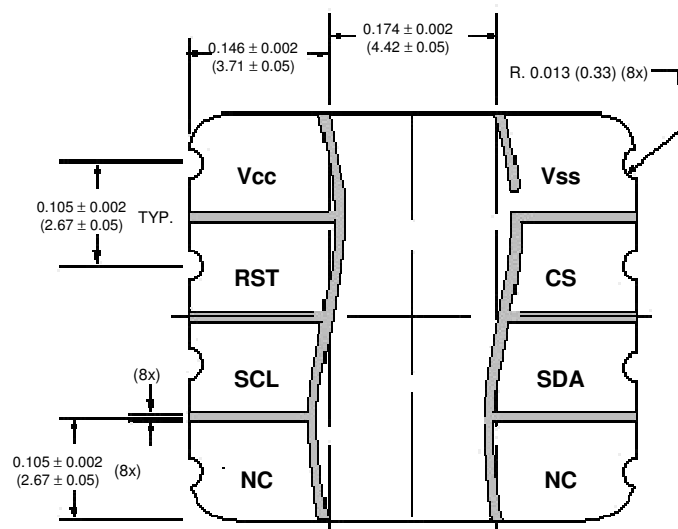 0.174 ± 0.002
(4.42 ± 0.05)
0.146 ± 0.002
(3.71 ± 0.05)
R. 0.013 (0.33) (8x)
Vcc
Vss
0.105 ± 0.002
(2.67 ± 0.05)
TYP.
RST
CS
SCL
SDA
(8x)
0.105 ± 0.002
(2.67 ± 0.05)
(8x)
NC
NC